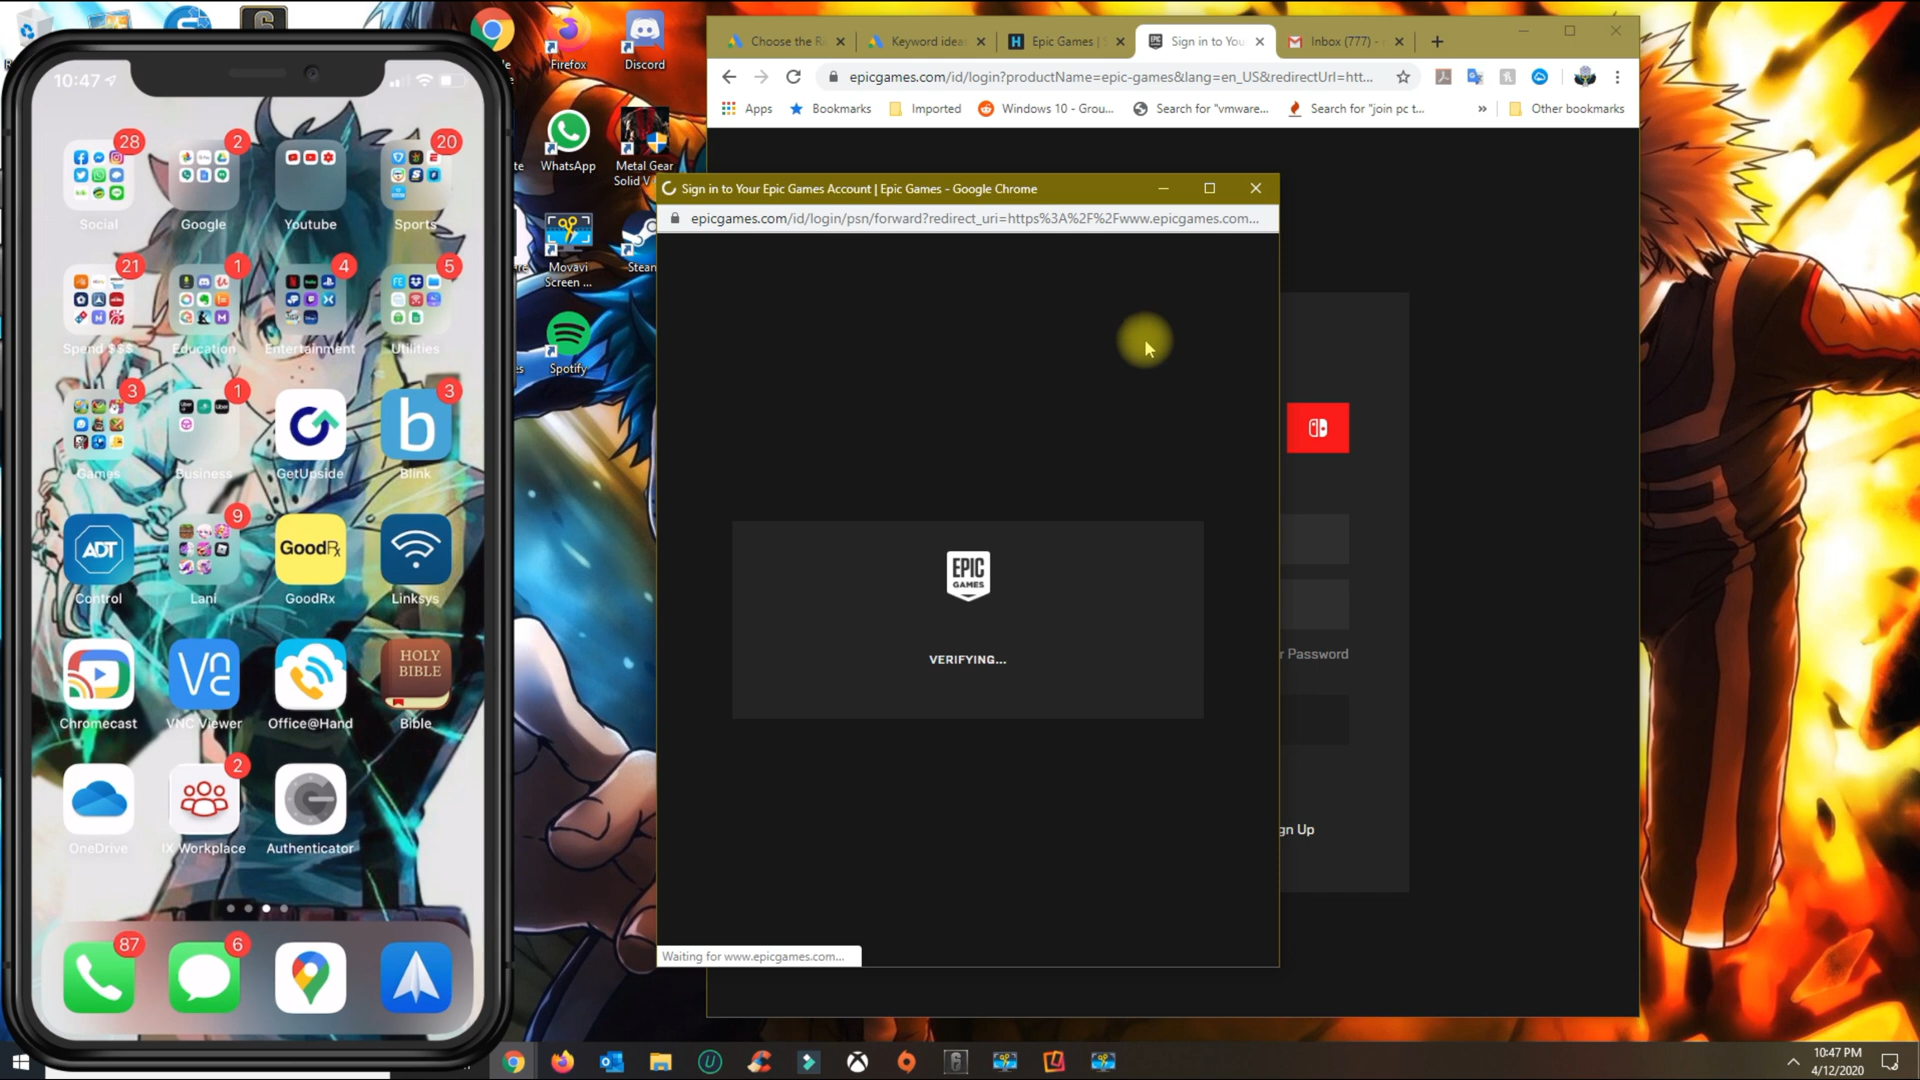 10:47
28
2
20
Social
Google
Youtube
Sports
21
1
4
5
Spend $$$
Education
Entertainment
Utilities
3
1
3
Games
Business
GetUpside
Blink
ADT
9
GoodRx
Control
Lani
GoodRx
Linksys
HOLY
BIBLE
Chromecast
VNC Viewer
Office@Hand
Bible
2
OneDrive
IX Workplace
Authenticator
87
6
Firefox
Discord
WhatsApp
Metal Gear
Solid V
Movavi
Screen ...
Steam
Spotify
Choose the Ri
Keyword idea
Epic Games | S
Sign in to You
Inbox (777) -
epicgames.com/id/login?productName=epic-games&lang=en_US&redirectUrl=htt...
Apps
Bookmarks
Imported
Windows 10 - Grou...
Search for "vmware...
Search for "join pc t...
»
Other bookmarks
Sign in to Your Epic Games Account | Epic Games - Google Chrome
epicgames.com/id/login/psn/forward?redirect_uri=https%3A%2F%2Fwww.epicgames.com...
EPIC
GAMES
VERIFYING...
r Password
gn Up
Waiting for www.epicgames.com...
10:47 PM
4/12/2020